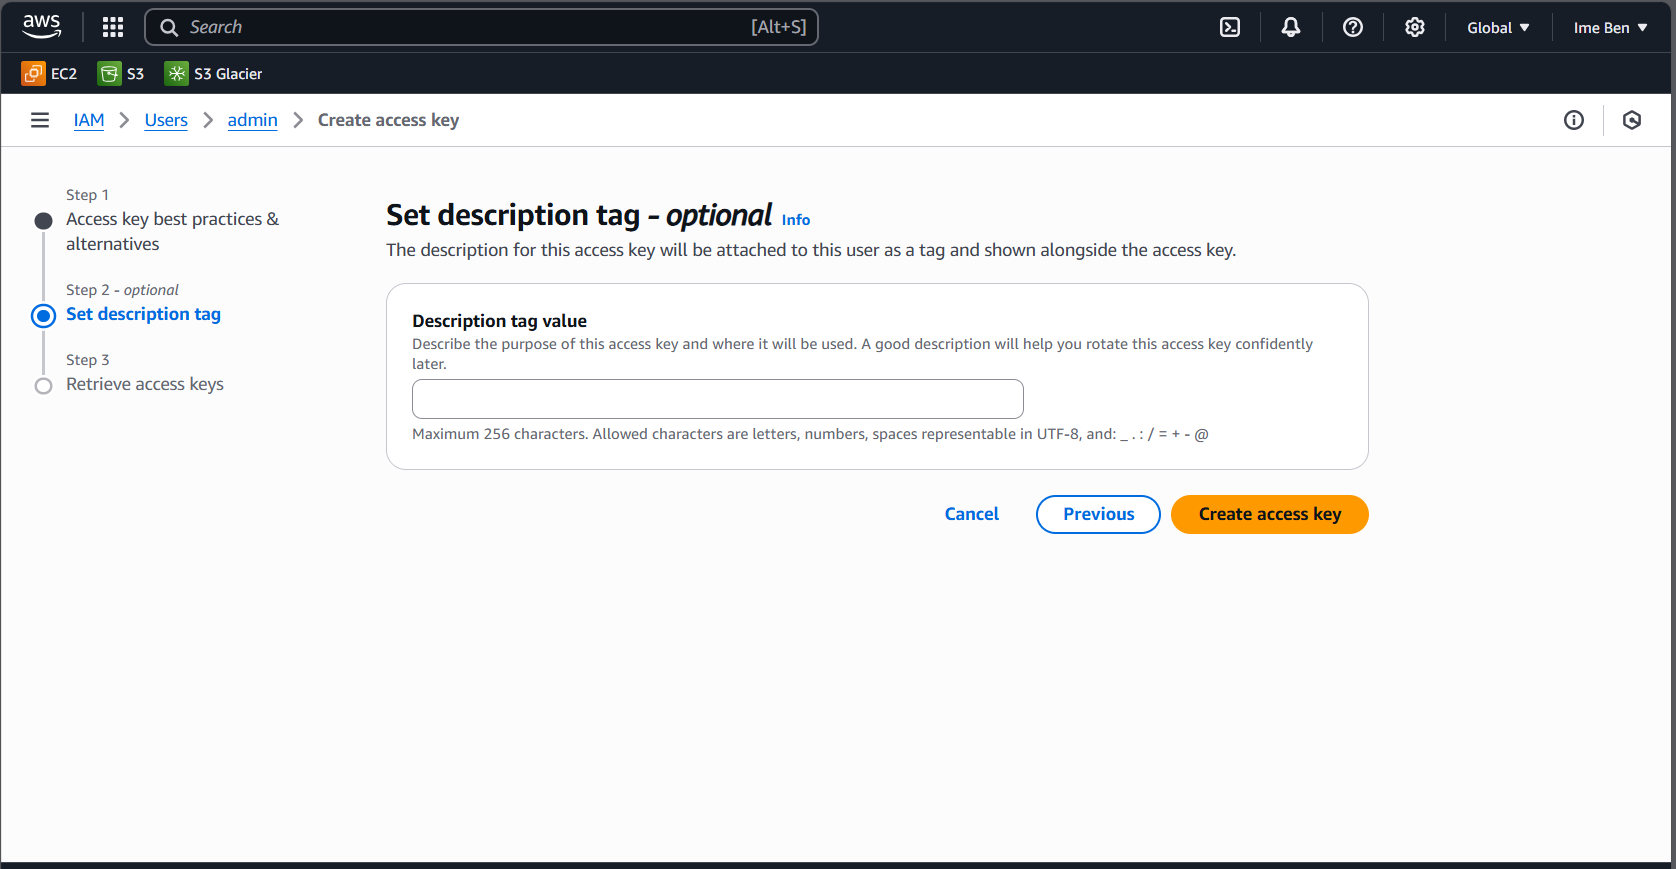 aws
Search [Alt+S]
Global
Ime Ben
EC2
S3
S3 Glacier
IAM
Users
admin
Create access key
Step 1
Access key best practices &
alternatives
Step 2 - optional
Set description tag
Step 3
Retrieve access keys
Set description tag - optional Info
The description for this access key will be attached to this user as a tag and shown alongside the access key.
Description tag value
Describe the purpose of this access key and where it will be used. A good description will help you rotate this access key confidently
later.
Maximum 256 characters. Allowed characters are letters, numbers, spaces representable in UTF-8, and: _ . : / = + - @
Cancel
Previous
Create access key